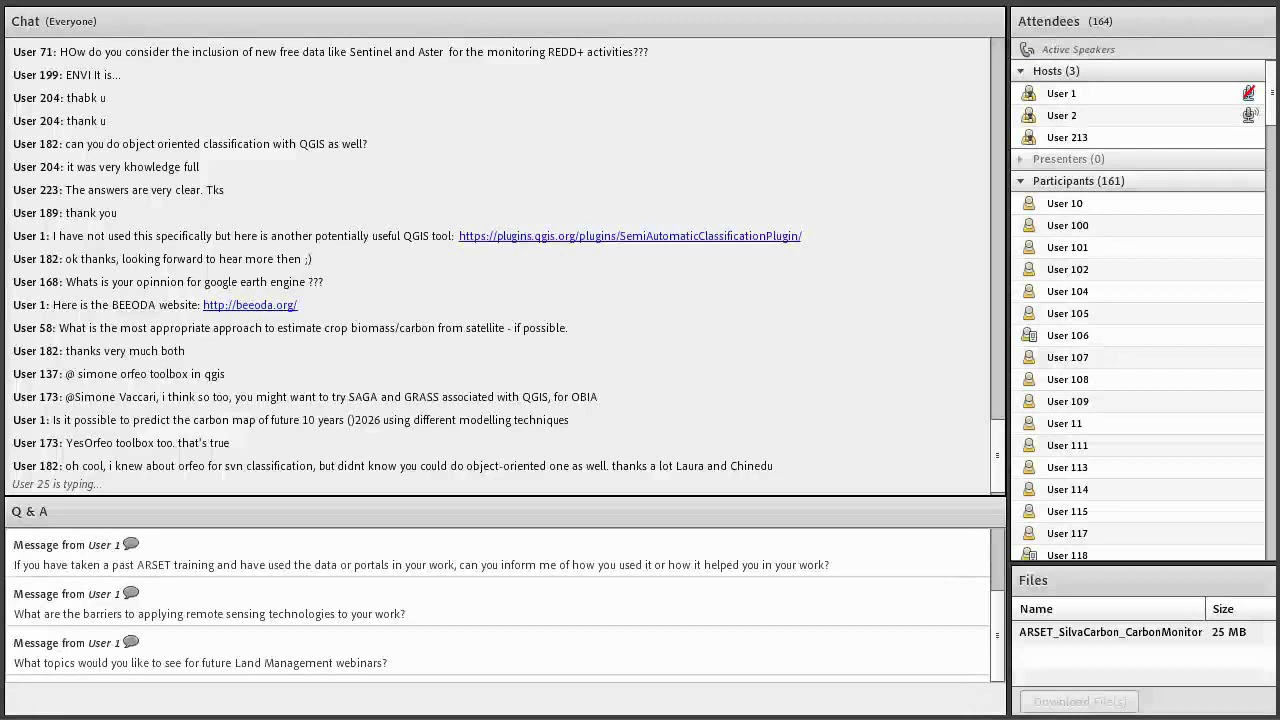 Chat (Everyone)
User 71: HOw do you consider the inclusion of new free data like Sentinel and Aster for the monitoring REDD+ activities???
User 199: ENVI It is...
User 204: thabk u
User 204: thank u
User 182: can you do object oriented classification with QGIS as well?
User 204: it was very khowledge full
User 223: The answers are very clear. Tks
User 189: thank you
User 1: I have not used this specifically but here is another potentially useful QGIS tool: https://plugins.qgis.org/plugins/SemiAutomaticClassificationPlugin/
User 182: ok thanks, looking forward to hear more then ;)
User 168: Whats is your opinnion for google earth engine ???
User 1: Here is the BEEODA website: http://beeoda.org/
User 58: What is the most appropriate approach to estimate crop biomass/carbon from satellite - if possible.
User 182: thanks very much both
User 137: @ simone orfeo toolbox in qgis
User 173: @Simone Vaccari, i think so too, you might want to try SAGA and GRASS associated with QGIS, for OBIA
User 1: Is it possible to predict the carbon map of future 10 years ()2026 using different modelling techniques
User 173: YesOrfeo toolbox too. that's true
User 182: oh cool, i knew about orfeo for svn classification, but didnt know you could do object-oriented one as well. thanks a lot Laura and Chinedu
User 25 is typing...
Q & A
Message from User 1
If you have taken a past ARSET training and have used the data or portals in your work, can you inform me of how you used it or how it helped you in your work?
Message from User 1
What are the barriers to applying remote sensing technologies to your work?
Message from User 1
What topics would you like to see for future Land Management webinars?
Attendees (164)
Active Speakers
Hosts (3)
User 1
User 2
User 213
Presenters (0)
Participants (161)
User 10
User 100
User 101
User 102
User 104
User 105
User 106
User 107
User 108
User 109
User 11
User 111
User 113
User 114
User 115
User 117
User 118
Files
Name Size
ARSET_SilvaCarbon_CarbonMonitor 25 MB
Download File(s)